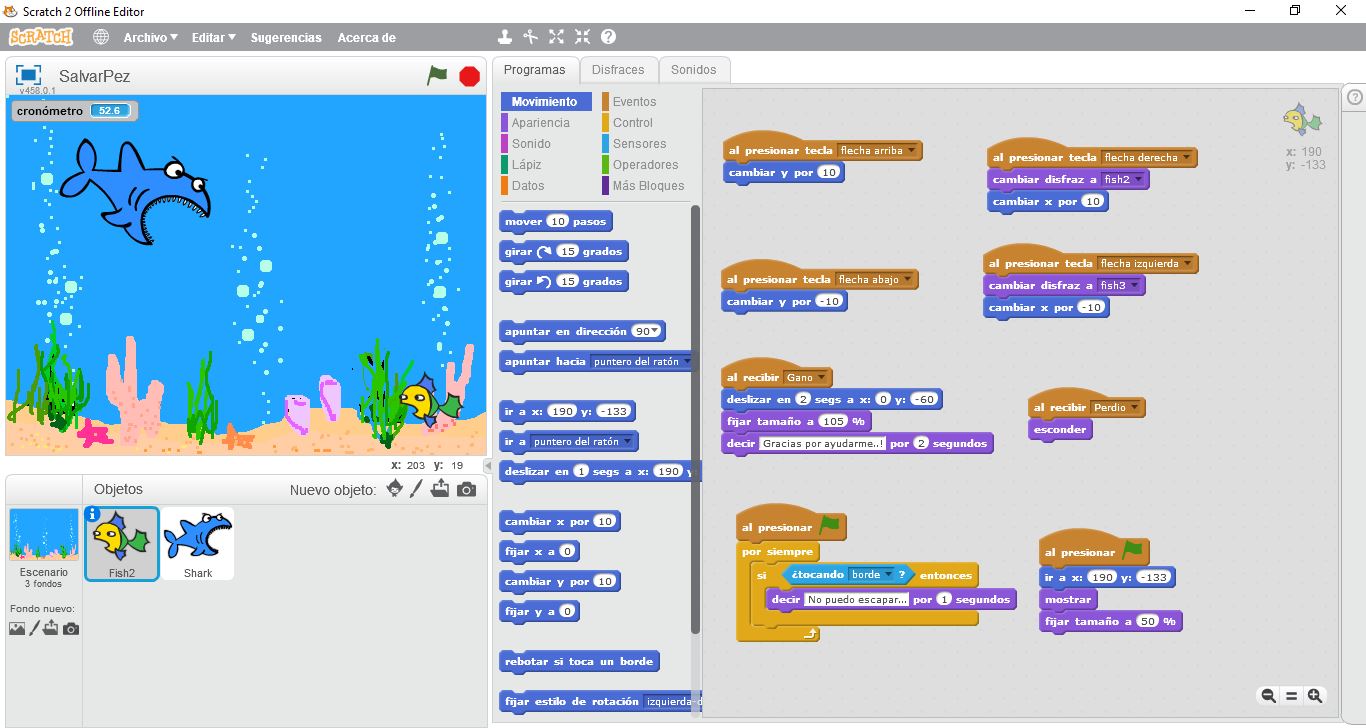 Scratch 2 Offline Editor
SCRATCH Archivo Editar Sugerencias Acerca de
SalvarPez
v458.0.1
cronómetro 52.6
x: 203 y: 19
Objetos Nuevo objeto:
Escenario
3 fondos
Fondo nuevo:
Fish2
Shark
Programas Disfraces Sonidos
Movimiento Eventos
Apariencia Control
Sonido Sensores
Lápiz Operadores
Datos Más Bloques
mover 10 pasos
girar 15 grados
girar 15 grados
apuntar en dirección 90
apuntar hacia puntero del ratón
ir a x: 190 y: -133
ir a puntero del ratón
deslizar en 1 segs a x: 190 y
cambiar x por 10
fijar x a 0
cambiar y por 10
fijar y a 0
rebotar si toca un borde
fijar estilo de rotación izquierda-d
al presionar tecla flecha arriba
cambiar y por 10
al presionar tecla flecha derecha
cambiar disfraz a fish2
cambiar x por 10
x: 190
y: -133
al presionar tecla flecha abajo
cambiar y por -10
al presionar tecla flecha izquierda
cambiar disfraz a fish3
cambiar x por -10
al recibir Gano
deslizar en 2 segs a x: 0 y: -60
fijar tamaño a 105 %
decir Gracias por ayudarme..! por 2 segundos
al recibir Perdio
esconder
al presionar
por siempre
si ¿tocando borde ? entonces
decir No puedo escapar... por 1 segundos
al presionar
ir a x: 190 y: -133
mostrar
fijar tamaño a 50 %